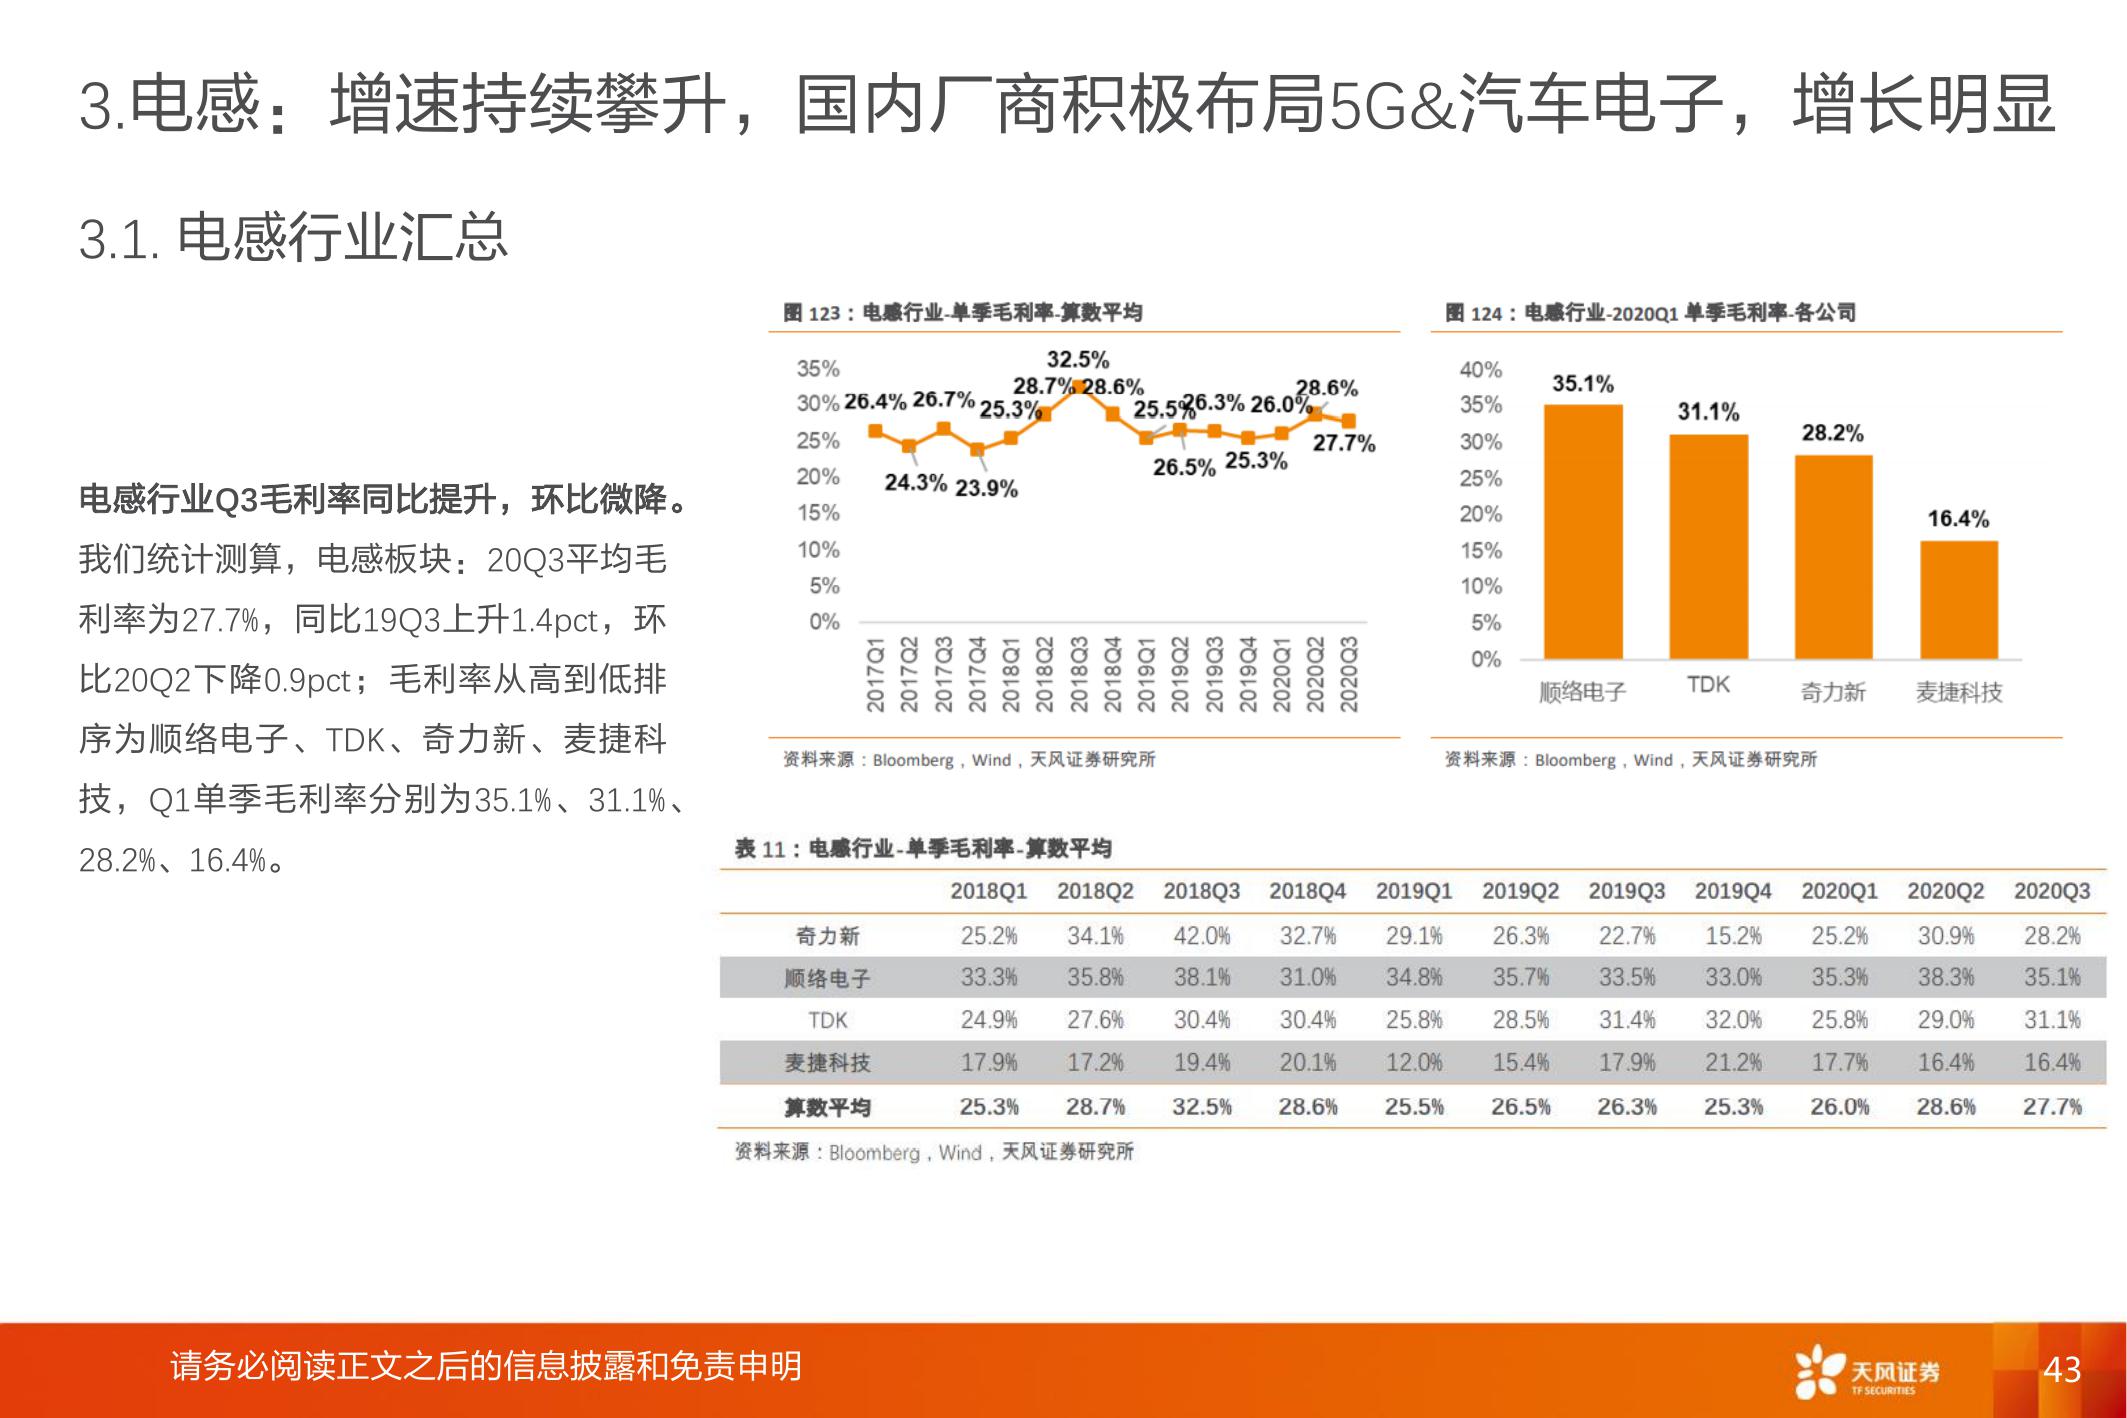 3.电感：增速持续攀升，国内厂商积极布局5G&汽车电子，增长明显
3.1. 电感行业汇总
电感行业Q3毛利率同比提升，环比微降。
我们统计测算，电感板块：20Q3平均毛
利率为27.7%，同比19Q3上升1.4pct，环
比20Q2下降0.9pct；毛利率从高到低排
序为顺络电子、TDK、奇力新、麦捷科
技，Q1单季毛利率分别为35.1%、31.1%、
28.2%、16.4%。
图 123：电感行业-单季毛利率-算数平均
35%
30%
25%
20%
15%
10%
5%
0%
26.4% 24.3% 26.7% 23.9% 25.3% 28.7% 32.5% 28.6% 25.5% 26.5% 26.3% 25.3% 26.0% 28.6% 27.7%
2017Q1 2017Q2 2017Q3 2017Q4 2018Q1 2018Q2 2018Q3 2018Q4 2019Q1 2019Q2 2019Q3 2019Q4 2020Q1 2020Q2 2020Q3
资料来源：Bloomberg，Wind，天风证券研究所
图 124：电感行业-2020Q1 单季毛利率-各公司
40%
35%
30%
25%
20%
15%
10%
5%
0%
35.1% 31.1% 28.2% 16.4%
顺络电子 TDK 奇力新 麦捷科技
资料来源：Bloomberg，Wind，天风证券研究所
表 11：电感行业-单季毛利率-算数平均
2018Q1 2018Q2 2018Q3 2018Q4 2019Q1 2019Q2 2019Q3 2019Q4 2020Q1 2020Q2 2020Q3
奇力新 25.2% 34.1% 42.0% 32.7% 29.1% 26.3% 22.7% 15.2% 25.2% 30.9% 28.2%
顺络电子 33.3% 35.8% 38.1% 31.0% 34.8% 35.7% 33.5% 33.0% 35.3% 38.3% 35.1%
TDK 24.9% 27.6% 30.4% 30.4% 25.8% 28.5% 31.4% 32.0% 25.8% 29.0% 31.1%
麦捷科技 17.9% 17.2% 19.4% 20.1% 12.0% 15.4% 17.9% 21.2% 17.7% 16.4% 16.4%
算数平均 25.3% 28.7% 32.5% 28.6% 25.5% 26.5% 26.3% 25.3% 26.0% 28.6% 27.7%
资料来源：Bloomberg，Wind，天风证券研究所
请务必阅读正文之后的信息披露和免责申明
天风证券
TF SECURITIES
43